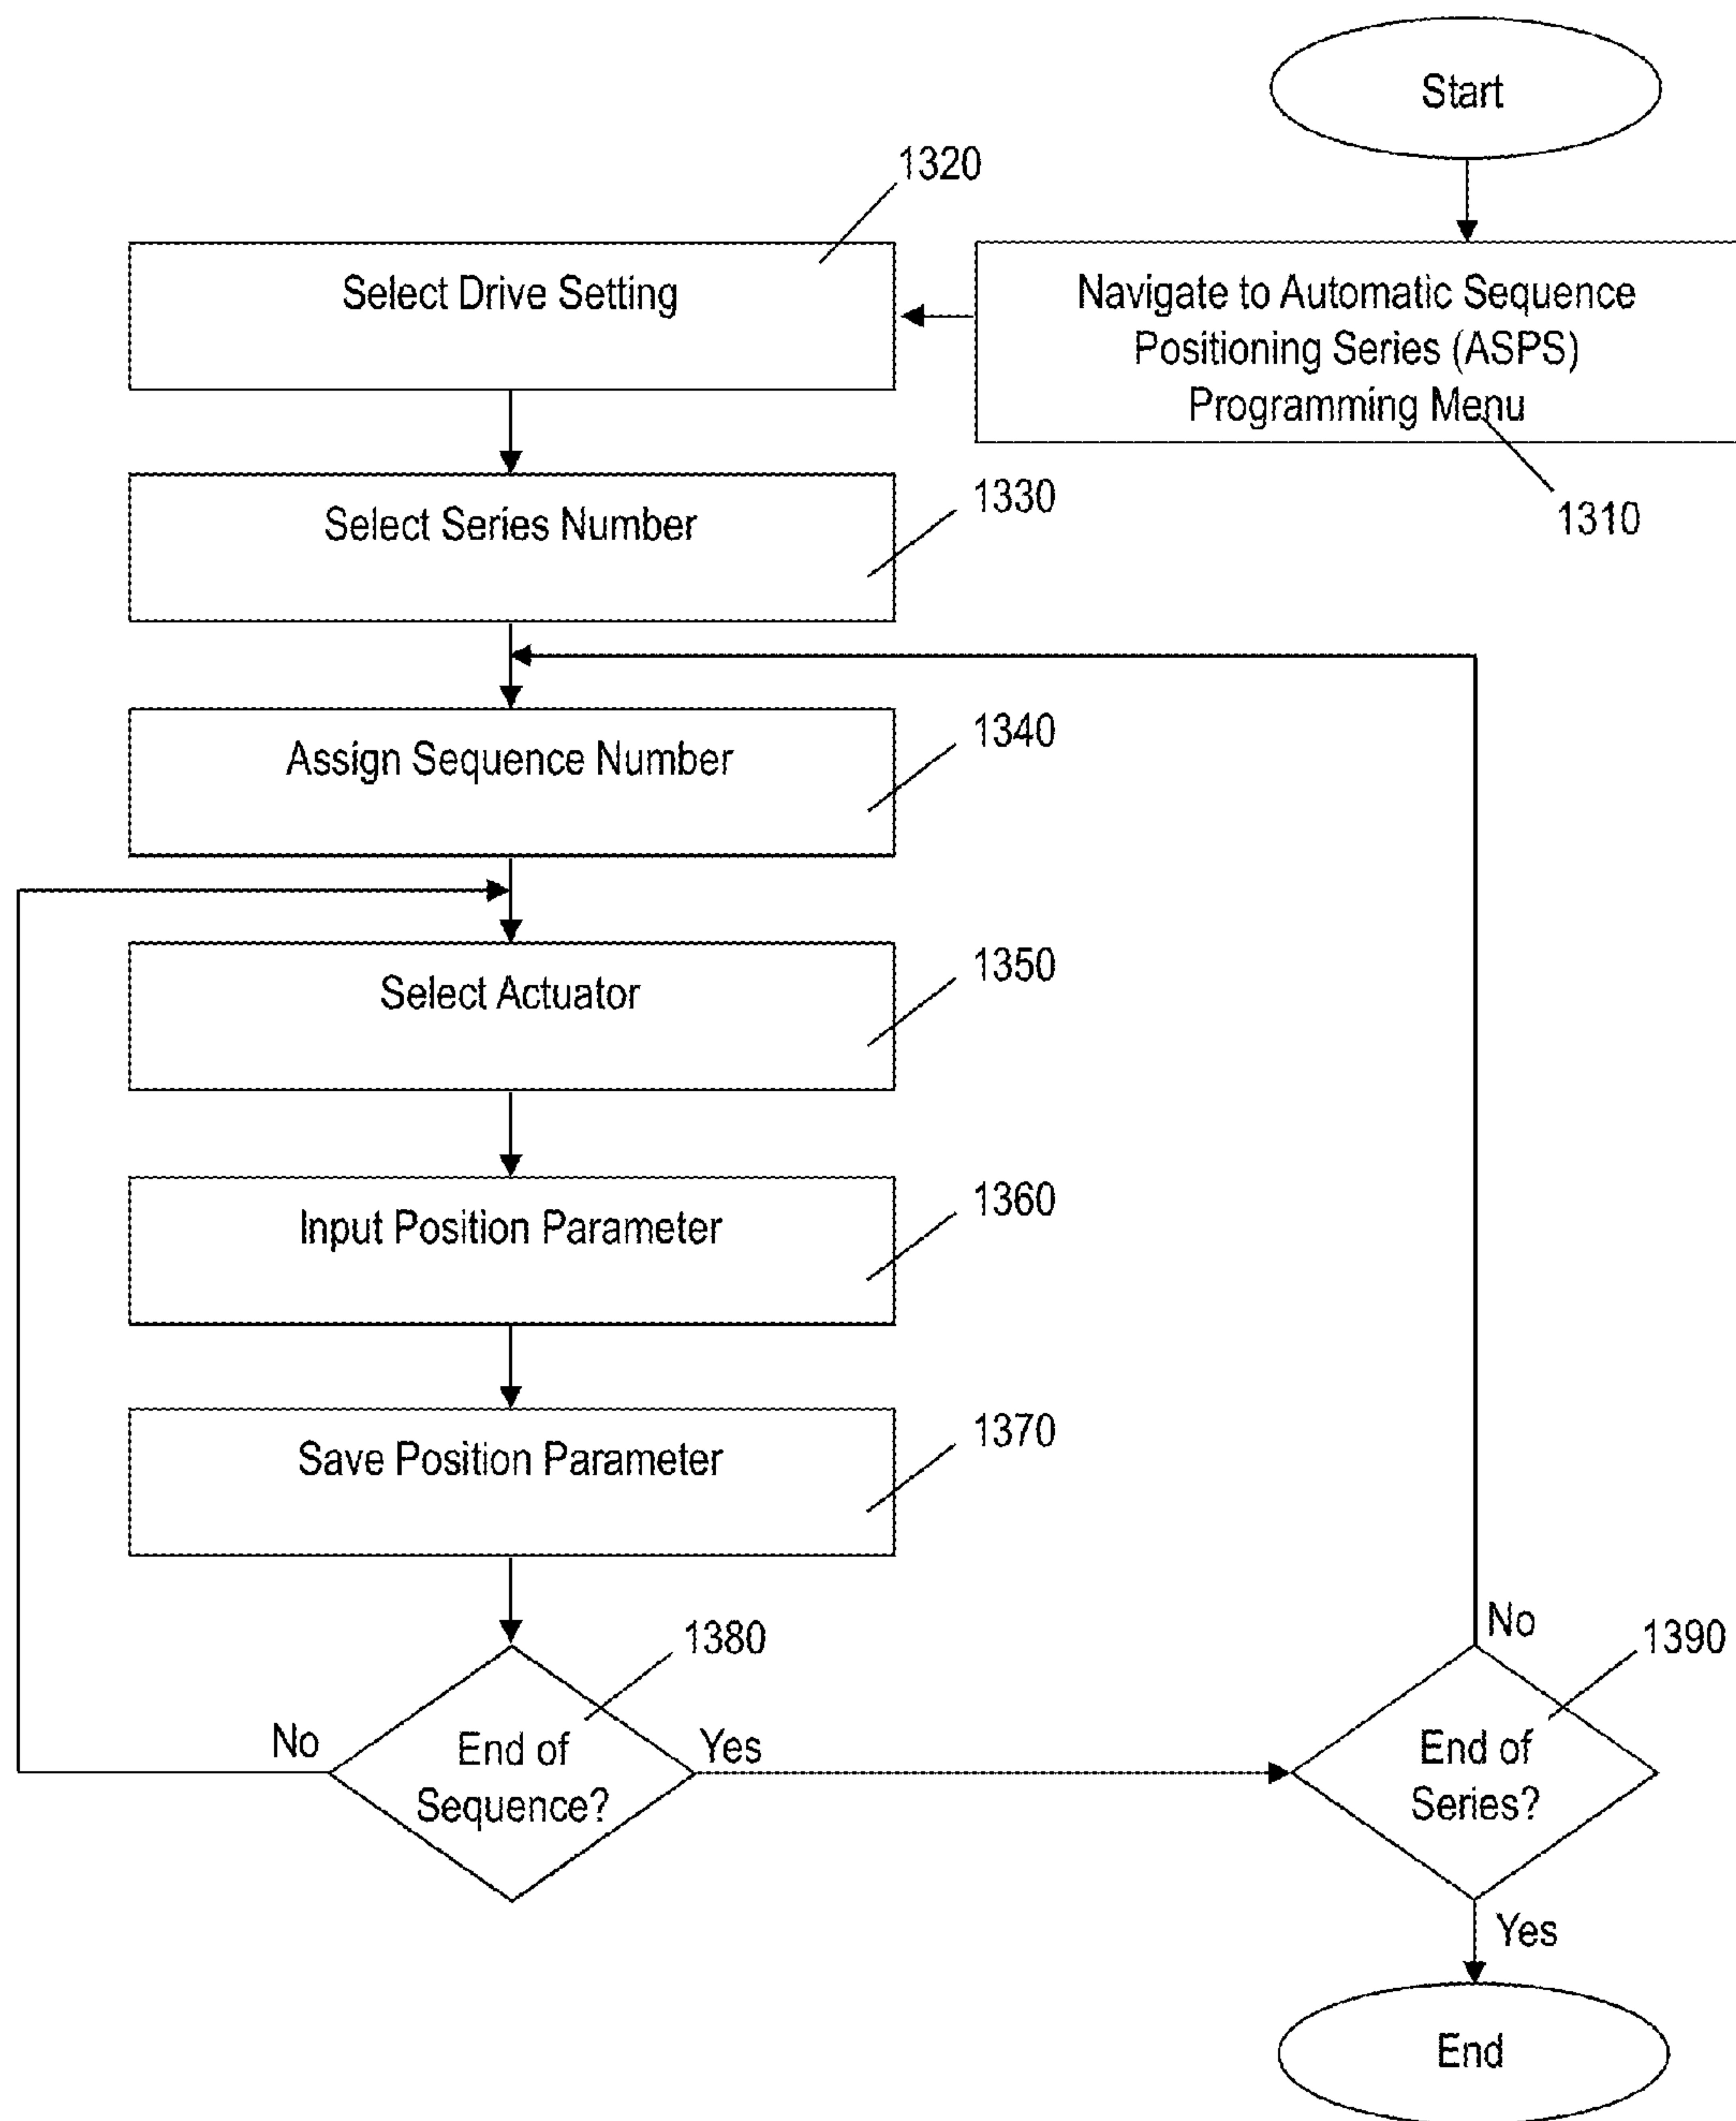 Start
1320
Select Drive Setting
Navigate to Automatic Sequence
Positioning Series (ASPS)
Programming Menu
1310
Select Series Number
1330
Assign Sequence Number
1340
Select Actuator
1350
Input Position Parameter
1360
Save Position Parameter
1370
1380
End of
Sequence?
No
Yes
1390
No
End of
Series?
Yes
End